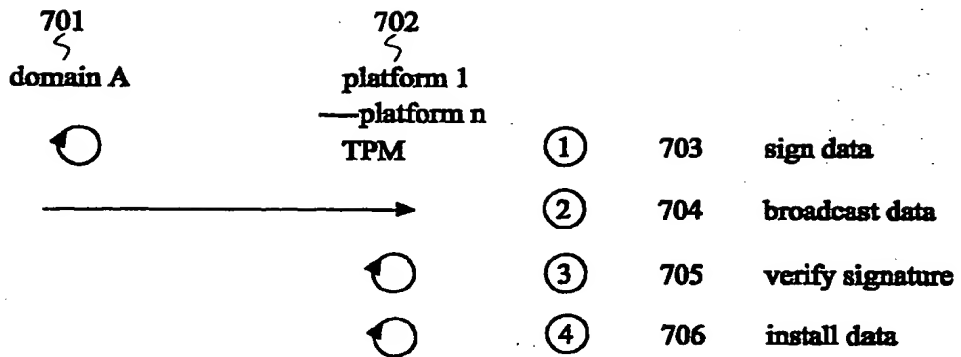 701 702
domain A platform 1
—platform n
TPM 1 703 sign data
2 704 broadcast data
3 705 verify signature
4 706 install data